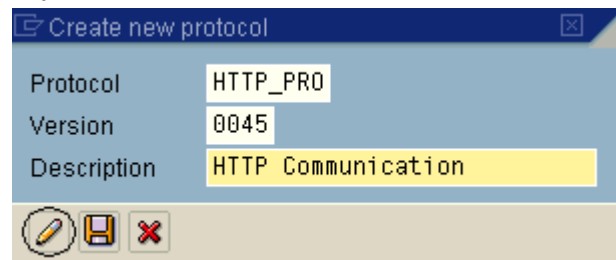 Create new protocol
Protocol HTTP_PRO
Version 0045
Description HTTP Communication